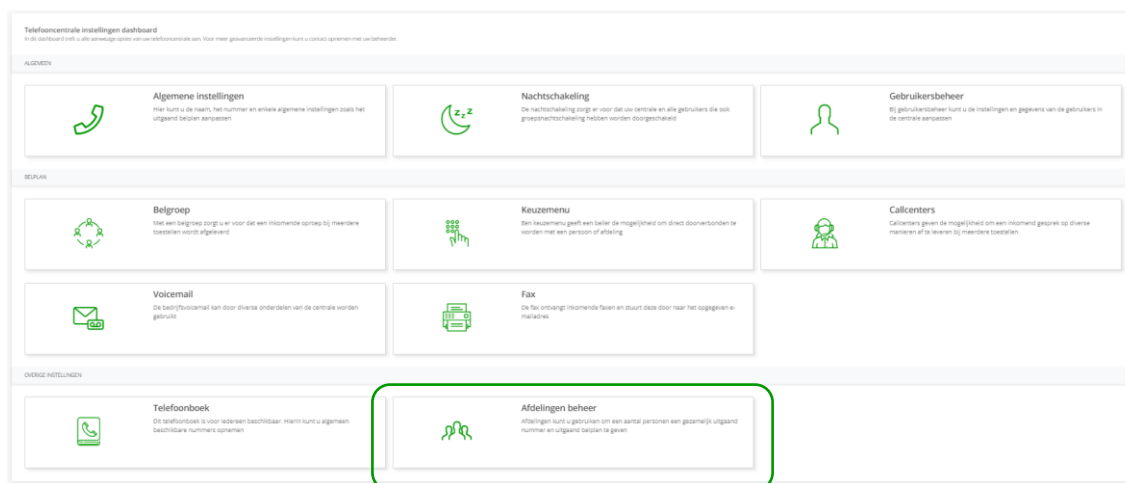 Telefooncentrale instellingen dashboard
In dit dashboard treft u alle aanwezige opties van uw telefooncentrale aan. Voor meer geavanceerde instellingen kunt u contact opnemen met uw beheerder.
ALGEMEEN
Algemene instellingen
Hier kunt u de naam, het nummer en enkele algemene instellingen zoals het
uitgaand belplan aanpassen
Nachtschakeling
De nachtschakeling zorgt er voor dat uw centrale en alle gebruikers die ook
groepsnachtschakeling hebben worden doorgeschakeld
Gebruikersbeheer
Bij gebruikersbeheer kunt u de instellingen en gegevens van de gebruikers in
de centrale aanpassen
BELPLAN
Belgroep
Met een belgroep zorgt u er voor dat een inkomende oproep bij meerdere
toestellen wordt afgeleverd
Keuzemenu
Een keuzemenu geeft een beller de mogelijkheid om direct doorverbonden te
worden met een persoon of afdeling
Callcenters
Callcenters geven de mogelijkheid om een inkomend gesprek op diverse
manieren af te leveren bij meerdere toestellen
Voicemail
De bedrijfsvoicemail kan door diverse onderdelen van de centrale worden
gebruikt
Fax
De fax ontvangt inkomende faxen en stuurt deze door naar het opgegeven e-
mailadres
OVERIGE INSTELLINGEN
Telefoonboek
Dit telefoonboek is voor iedereen beschikbaar. Hierin kunt u algemeen
beschikbare nummers opnemen
Afdelingen beheer
Afdelingen kunt u gebruiken om een aantal personen een gezamelijk uitgaand
nummer en uitgaand belplan te geven